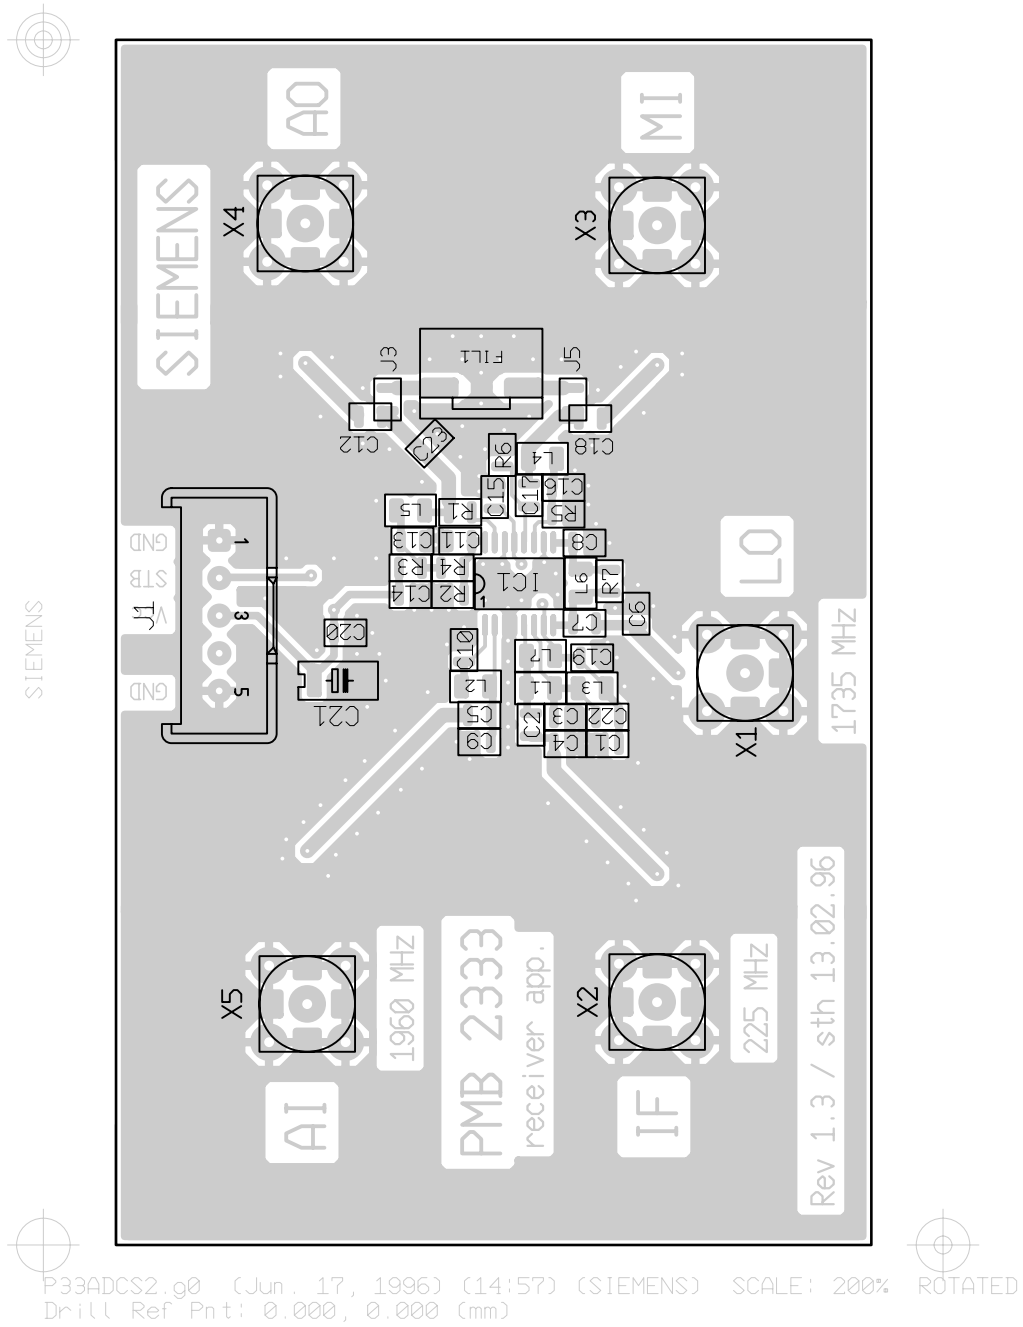 AO
MI
SIEMENS
X4
X3
J3
FIL1
J5
C12
C23
C18
R6
L4
C15
C17
C16
L5
R1
R5
GND
1
C13
C11
C8
STB
R3
R4
IC1
L6
R7
LO
C14
R2
1
V
J1
3
C7
C6
C20
SIEMENS
C10
L7
C19
1735 MHz
GND
5
L2
L1
L3
C21
C5
C2
C3
C22
X1
C9
C4
C1
X5
1960 MHz
PMB 2333
receiver app.
X2
225 MHz
Rev 1.3 / sth 13.02.96
AI
IF
P33ADCS2.g0 (Jun. 17, 1996) (14:57) (SIEMENS) SCALE: 200% ROTATED
Drill Ref Pnt: 0.000, 0.000 (mm)